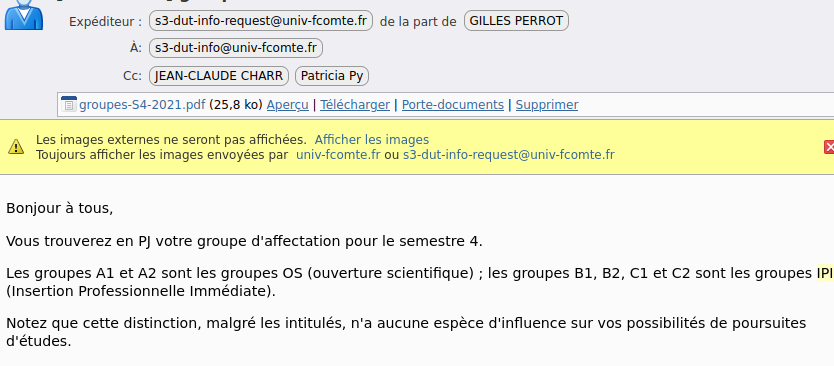 Expéditeur : s3-dut-info-request@univ-fcomte.fr de la part de GILLES PERROT
À: s3-dut-info@univ-fcomte.fr
Cc: JEAN-CLAUDE CHARR Patricia Py
groupes-S4-2021.pdf (25,8 ko) Aperçu | Télécharger | Porte-documents | Supprimer
Les images externes ne seront pas affichées. Afficher les images
Toujours afficher les images envoyées par univ-fcomte.fr ou s3-dut-info-request@univ-fcomte.fr
Bonjour à tous,
Vous trouverez en PJ votre groupe d'affectation pour le semestre 4.
Les groupes A1 et A2 sont les groupes OS (ouverture scientifique) ; les groupes B1, B2, C1 et C2 sont les groupes IPI
(Insertion Professionnelle Immédiate).
Notez que cette distinction, malgré les intitulés, n'a aucune espèce d'influence sur vos possibilités de poursuites
d'études.